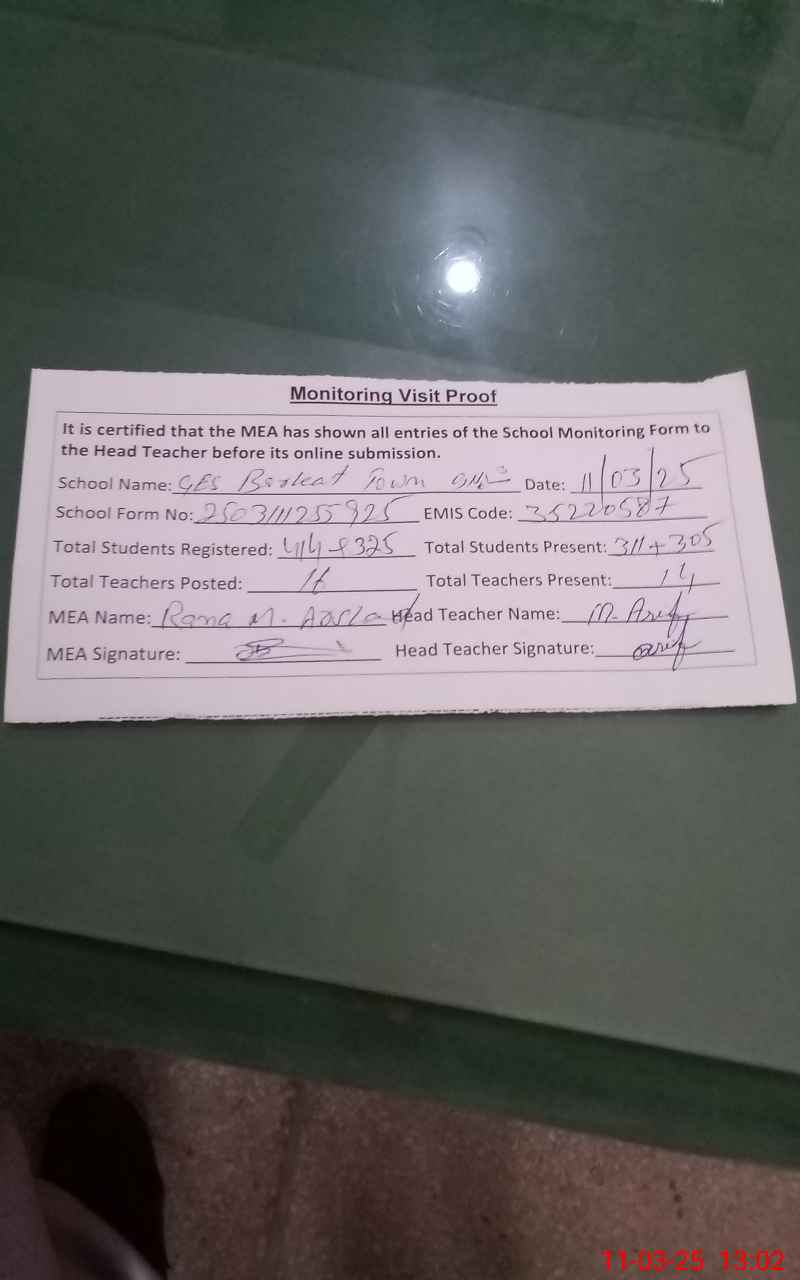 Monitoring Visit Proof
It is certified that the MEA has shown all entries of the School Monitoring Form to
the Head Teacher before its online submission.
School Name: GES Town Date: 11/03/25
School Form No: EMIS Code: 35220587
Total Students Registered: 414+325 Total Students Present: 311+305
Total Teachers Posted: Total Teachers Present: 14
MEA Name: Rana M. Head Teacher Name: M. Arif
MEA Signature: Head Teacher Signature: arif
11-03-25 13:02